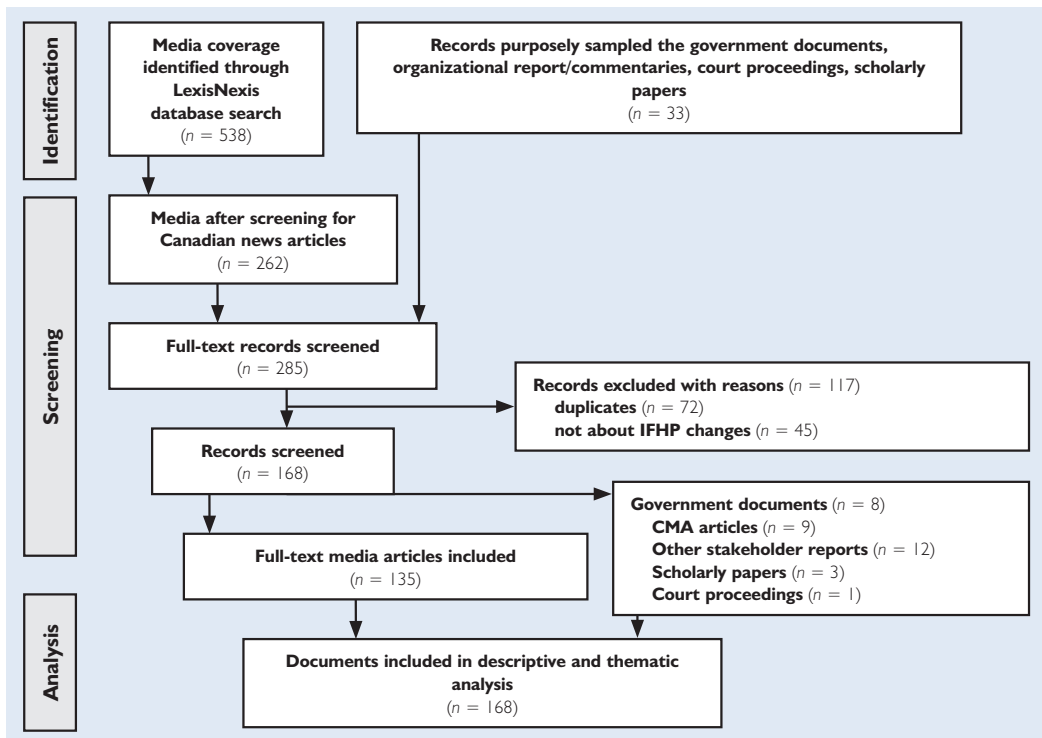 Identification
Media coverage
identified through
LexisNexis
database search
(n = 538)
Records purposely sampled the government documents,
organizational report/commentaries, court proceedings, scholarly
papers
(n = 33)
Screening
Media after screening for
Canadian news articles
(n = 262)
Full-text records screened
(n = 285)
Records excluded with reasons (n = 117)
duplicates (n = 72)
not about IFHP changes (n = 45)
Records screened
(n = 168)
Government documents (n = 8)
CMA articles (n = 9)
Other stakeholder reports (n = 12)
Scholarly papers (n = 3)
Court proceedings (n = 1)
Full-text media articles included
(n = 135)
Analysis
Documents included in descriptive and thematic
analysis
(n = 168)